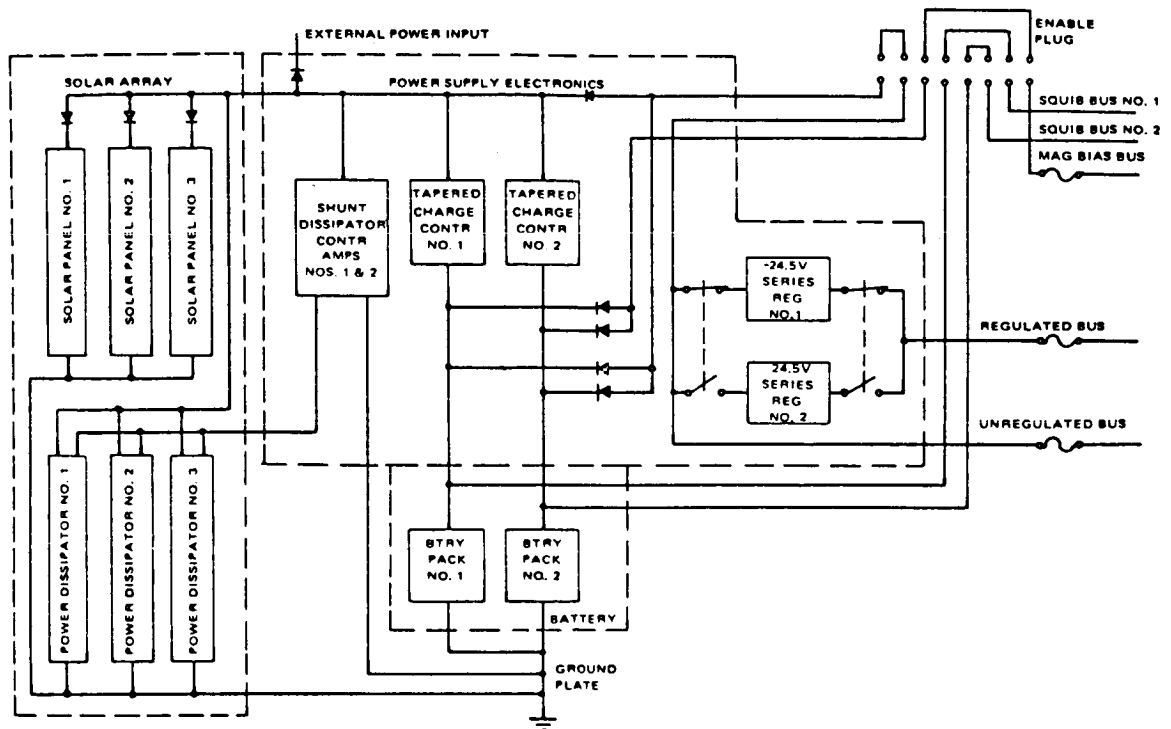 EXTERNAL POWER INPUT
ENABLE
PLUG
SOLAR ARRAY
POWER SUPPLY ELECTRONICS
SQUIB BUS NO. 1
SQUIB BUS NO. 2
MAG BIAS BUS
SOLAR PANEL NO. 1
SOLAR PANEL NO. 2
SOLAR PANEL NO. 3
SHUNT
DISSIPATOR
CONTR
AMPS
NOS. 1 & 2
TAPERED
CHARGE
CONTR
NO. 1
TAPERED
CHARGE
CONTR
NO. 2
-24.5V
SERIES
REG
NO. 1
REGULATED BUS
24.5V
SERIES
REG
NO. 2
UNREGULATED BUS
POWER DISSIPATOR NO. 1
POWER DISSIPATOR NO. 2
POWER DISSIPATOR NO. 3
BTRY
PACK
NO. 1
BTRY
PACK
NO. 2
BATTERY
GROUND
PLATE